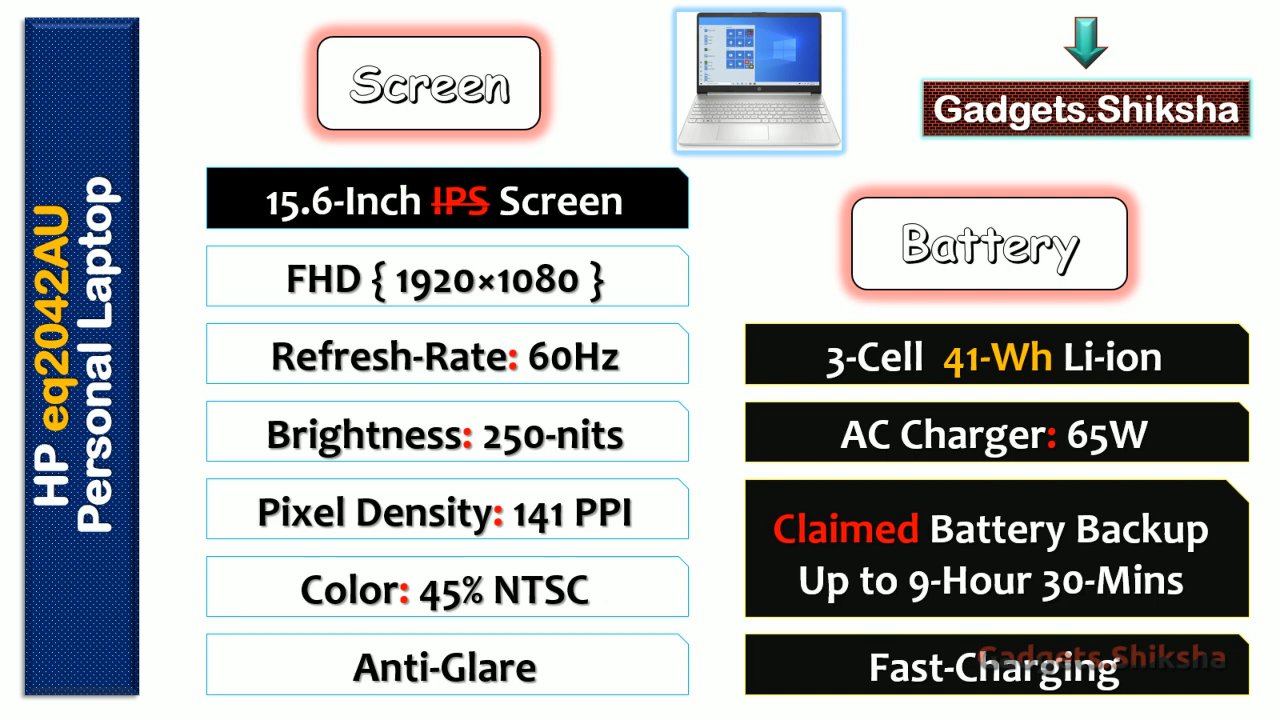 HP eq2042AU
Personal Laptop
Screen
15.6-Inch IPS Screen
FHD { 1920×1080 }
Refresh-Rate: 60Hz
Brightness: 250-nits
Pixel Density: 141 PPI
Color: 45% NTSC
Anti-Glare
Gadgets.Shiksha
Battery
3-Cell 41-Wh Li-ion
AC Charger: 65W
Claimed Battery Backup
Up to 9-Hour 30-Mins
Fast-Charging
Gadgets.Shiksha